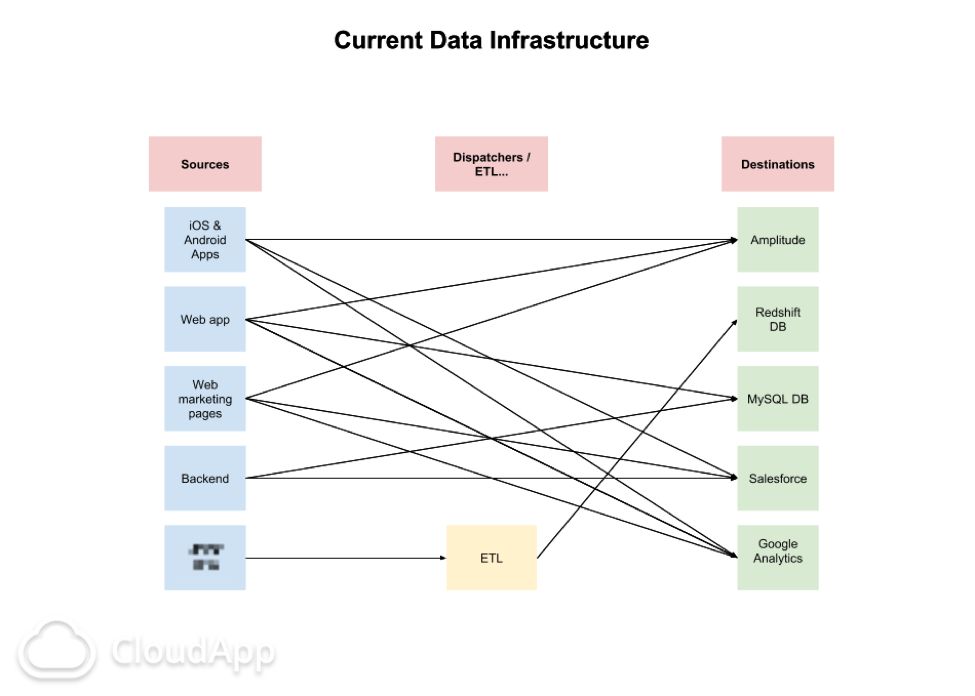 Current Data Infrastructure
Sources
Dispatchers /
ETL...
Destinations
iOS &
Android
Apps
Amplitude
Web app
Redshift
DB
Web
marketing
pages
MySQL DB
Backend
Salesforce
ETL
Google
Analytics
CloudApp